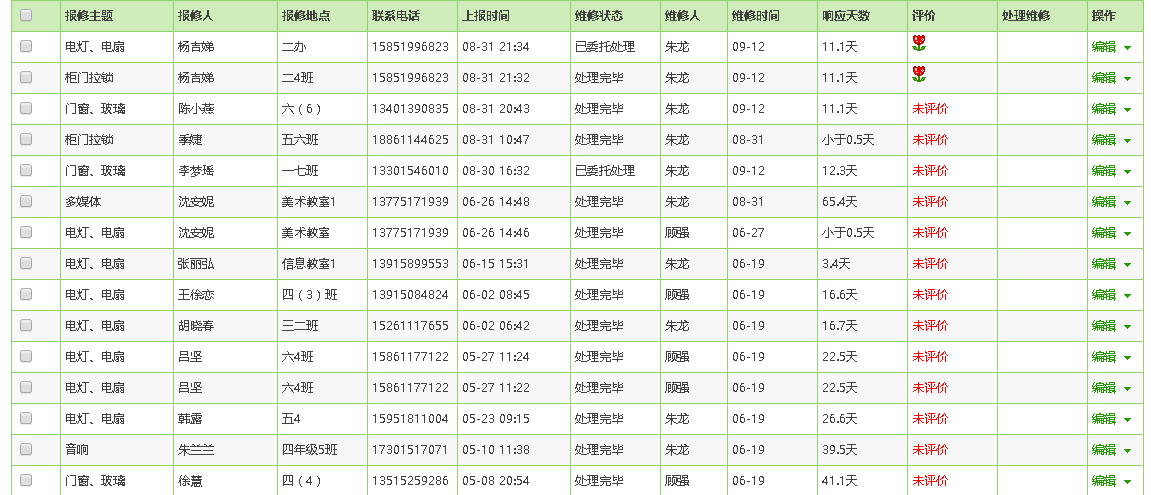 报修主题 报修人 报修地点 联系电话 上报时间 维修状态 维修人 维修时间 响应天数 评价 处理维修 操作
电灯、电扇 杨吉娣 二办 15851996823 08-31 21:34 已委托处理 朱龙 09-12 11.1天 编辑
柜门拉锁 杨吉娣 二4班 15851996823 08-31 21:32 处理完毕 朱龙 09-12 11.1天 编辑
门窗、玻璃 陈小燕 六（6） 13401390835 08-31 20:43 处理完毕 朱龙 09-12 11.1天 未评价 编辑
柜门拉锁 季婕 五六班 18861144625 08-31 10:47 处理完毕 朱龙 08-31 小于0.5天 未评价 编辑
门窗、玻璃 李梦瑶 一七班 13301546010 08-30 16:32 已委托处理 朱龙 09-12 12.3天 未评价 编辑
多媒体 沈安妮 美术教室1 13775171939 06-26 14:48 处理完毕 朱龙 08-31 65.4天 未评价 编辑
电灯、电扇 沈安妮 美术教室 13775171939 06-26 14:46 处理完毕 顾强 06-27 小于0.5天 未评价 编辑
电灯、电扇 张丽弘 信息教室1 13915899553 06-15 15:31 处理完毕 朱龙 06-19 3.4天 未评价 编辑
电灯、电扇 王徐恋 四（3）班 13915084824 06-02 08:45 处理完毕 顾强 06-19 16.6天 未评价 编辑
电灯、电扇 胡晓春 三二班 15261117655 06-02 06:42 处理完毕 朱龙 06-19 16.7天 未评价 编辑
电灯、电扇 吕坚 六4班 15861177122 05-27 11:24 处理完毕 顾强 06-19 22.5天 未评价 编辑
电灯、电扇 吕坚 六4班 15861177122 05-27 11:22 处理完毕 顾强 06-19 22.5天 未评价 编辑
电灯、电扇 韩露 五4 15951811004 05-23 09:15 处理完毕 朱龙 06-19 26.6天 未评价 编辑
音响 朱兰兰 四年级5班 17301517071 05-10 11:38 处理完毕 朱龙 06-19 39.5天 未评价 编辑
门窗、玻璃 徐慧 四（4） 13515259286 05-08 20:54 处理完毕 顾强 06-19 41.1天 未评价 编辑